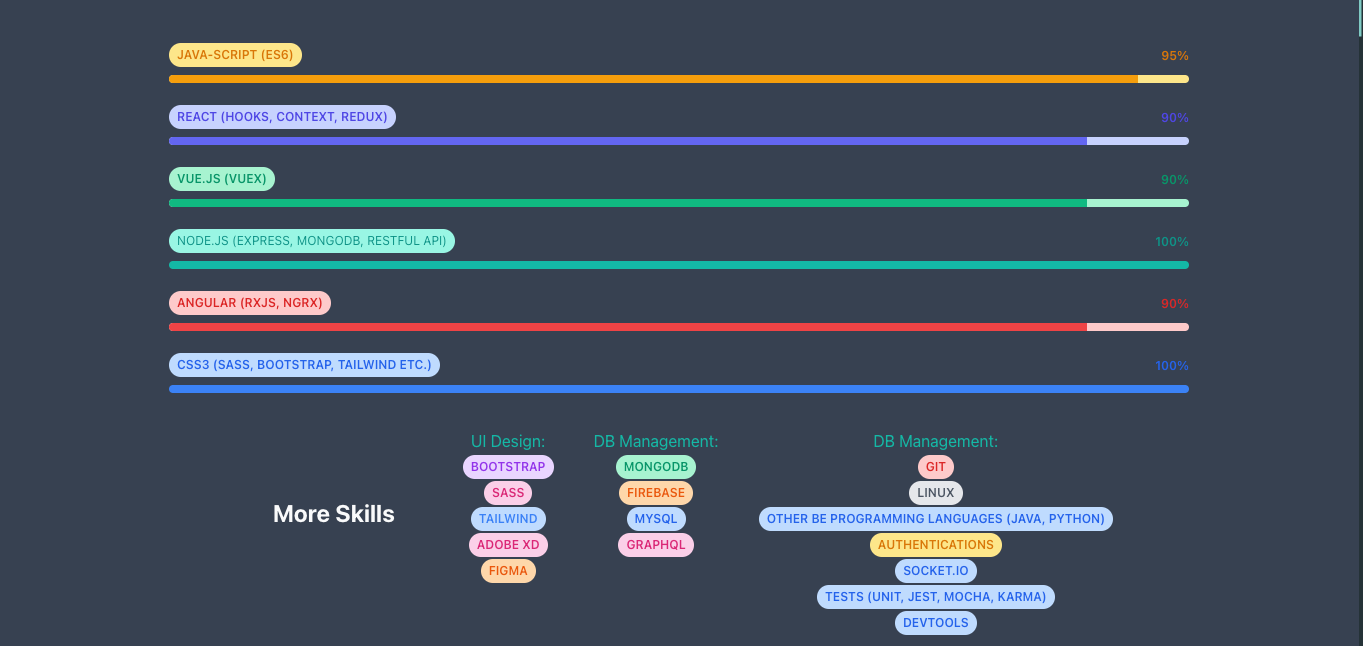 JAVA-SCRIPT (ES6) 95%
REACT (HOOKS, CONTEXT, REDUX) 90%
VUE.JS (VUEX) 90%
NODE.JS (EXPRESS, MONGODB, RESTFUL API) 100%
ANGULAR (RXJS, NGRX) 90%
CSS3 (SASS, BOOTSTRAP, TAILWIND ETC.) 100%
More Skills
UI Design:
BOOTSTRAP
SASS
TAILWIND
ADOBE XD
FIGMA
DB Management:
MONGODB
FIREBASE
MYSQL
GRAPHQL
DB Management:
GIT
LINUX
OTHER BE PROGRAMMING LANGUAGES (JAVA, PYTHON)
AUTHENTICATIONS
SOCKET.IO
TESTS (UNIT, JEST, MOCHA, KARMA)
DEVTOOLS